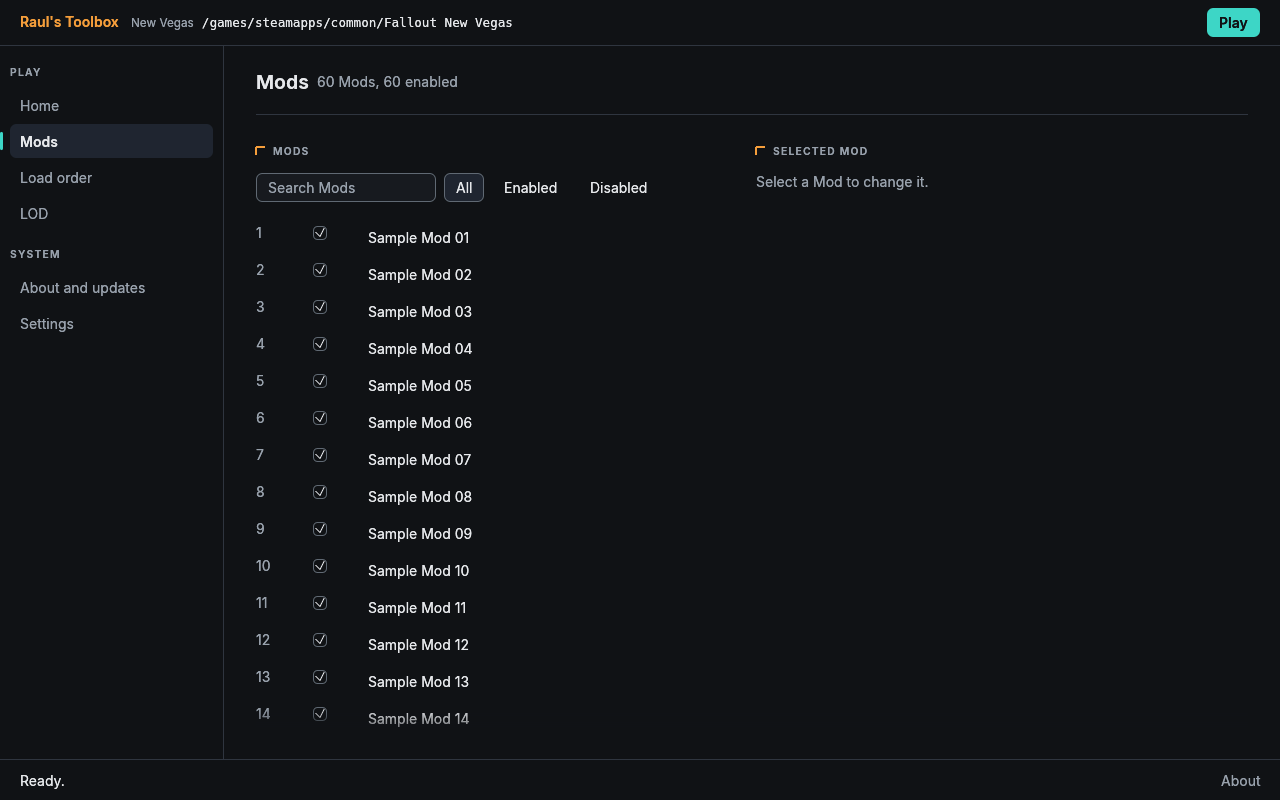 Raul's Toolbox New Vegas /games/steamapps/common/Fallout New Vegas Play
PLAY
Home
Mods
Load order
LOD
SYSTEM
About and updates
Settings
Mods 60 Mods, 60 enabled
MODS
Search Mods All Enabled Disabled
1 Sample Mod 01
2 Sample Mod 02
3 Sample Mod 03
4 Sample Mod 04
5 Sample Mod 05
6 Sample Mod 06
7 Sample Mod 07
8 Sample Mod 08
9 Sample Mod 09
10 Sample Mod 10
11 Sample Mod 11
12 Sample Mod 12
13 Sample Mod 13
14 Sample Mod 14
SELECTED MOD
Select a Mod to change it.
Ready. About